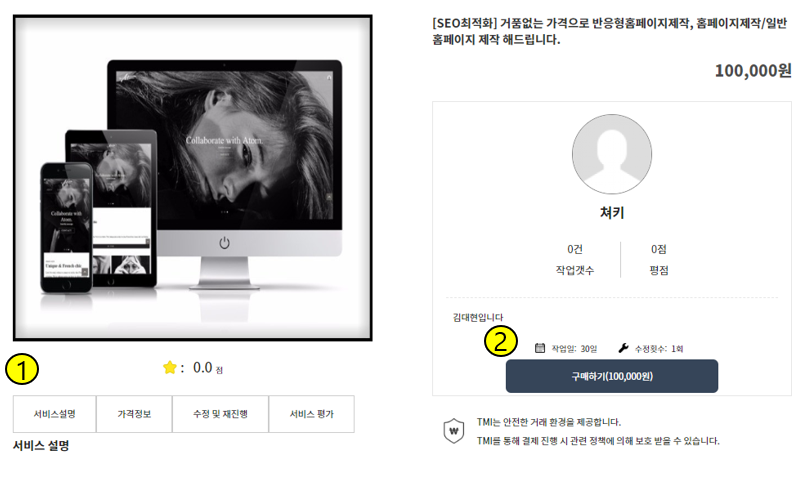 [SEO최적화] 거품없는 가격으로 반응형홈페이지제작, 홈페이지제작/일반
홈페이지 제작 해드립니다.
100,000원
Collaborate with Atom.
Collaborate with
Atom.
Unique & French chic
쳐키
0건
0점
작업갯수
평점
김대현입니다
2
작업일: 30일
수정횟수: 1회
구매하기(100,000원)
1
: 0.0 점
서비스설명
가격정보
수정 및 재진행
서비스 평가
서비스 설명
₩
TMI는 안전한 거래 환경을 제공합니다.
TMI를 통해 결제 진행 시 관련 정책에 의해 보호 받을 수 있습니다.